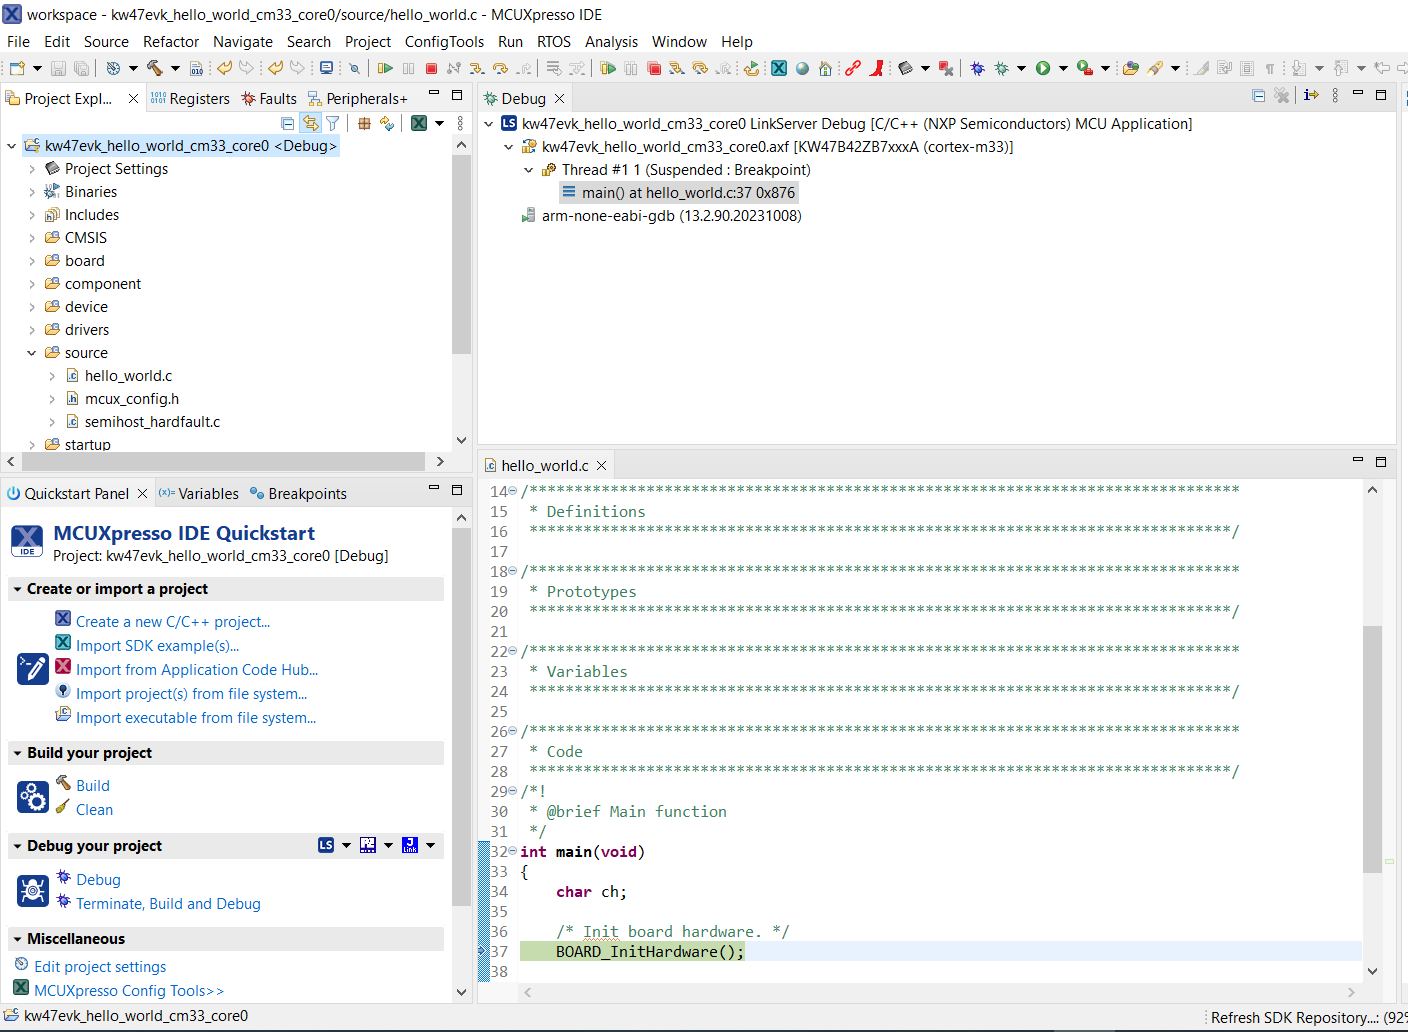 workspace - kw47evk_hello_world_cm33_core0/source/hello_world.c - MCUXpresso IDE
File Edit Source Refactor Navigate Search Project ConfigTools Run RTOS Analysis Window Help
Project Expl... Registers Faults Peripherals+
kw47evk_hello_world_cm33_core0 <Debug>
Project Settings
Binaries
Includes
CMSIS
board
component
device
drivers
source
hello_world.c
mcux_config.h
semihost_hardfault.c
startup
Debug
LS kw47evk_hello_world_cm33_core0 LinkServer Debug [C/C++ (NXP Semiconductors) MCU Application]
kw47evk_hello_world_cm33_core0.axf [KW47B42ZB7xxxA (cortex-m33)]
Thread #1 1 (Suspended : Breakpoint)
main() at hello_world.c:37 0x876
arm-none-eabi-gdb (13.2.90.20231008)
Quickstart Panel (x)= Variables Breakpoints
IDE
MCUXpresso IDE Quickstart
Project: kw47evk_hello_world_cm33_core0 [Debug]
Create or import a project
Create a new C/C++ project...
Import SDK example(s)...
Import from Application Code Hub...
Import project(s) from file system...
Import executable from file system...
Build your project
Build
Clean
Debug your project LS J Link
Debug
Terminate, Build and Debug
Miscellaneous
Edit project settings
MCUXpresso Config Tools>>
hello_world.c
14 /*******************************************************************************
15 * Definitions
16 ******************************************************************************/
17
18 /*******************************************************************************
19 * Prototypes
20 ******************************************************************************/
21
22 /*******************************************************************************
23 * Variables
24 ******************************************************************************/
25
26 /*******************************************************************************
27 * Code
28 ******************************************************************************/
29 /*!
30 * @brief Main function
31 */
32 int main(void)
33 {
34 char ch;
35
36 /* Init board hardware. */
37 BOARD_InitHardware();
38
kw47evk_hello_world_cm33_core0
Refresh SDK Repository...: (92%